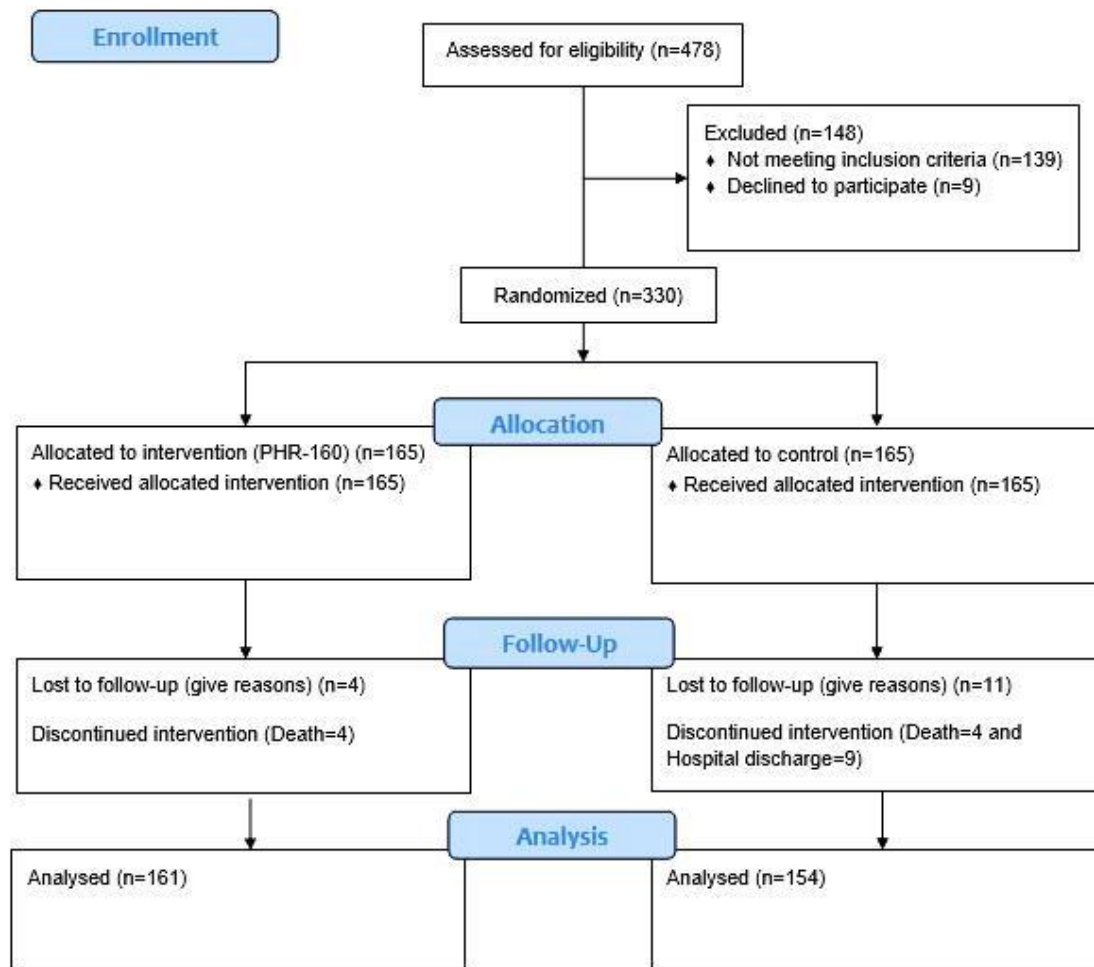 Enrollment
Assessed for eligibility (n=478)
Excluded (n=148)
♦ Not meeting inclusion criteria (n=139)
♦ Declined to participate (n=9)
Randomized (n=330)
Allocation
Allocated to intervention (PHR-160) (n=165)
♦ Received allocated intervention (n=165)
Allocated to control (n=165)
♦ Received allocated intervention (n=165)
Follow-Up
Lost to follow-up (give reasons) (n=4)
Discontinued intervention (Death=4)
Lost to follow-up (give reasons) (n=11)
Discontinued intervention (Death=4 and
Hospital discharge=9)
Analysis
Analysed (n=161)
Analysed (n=154)